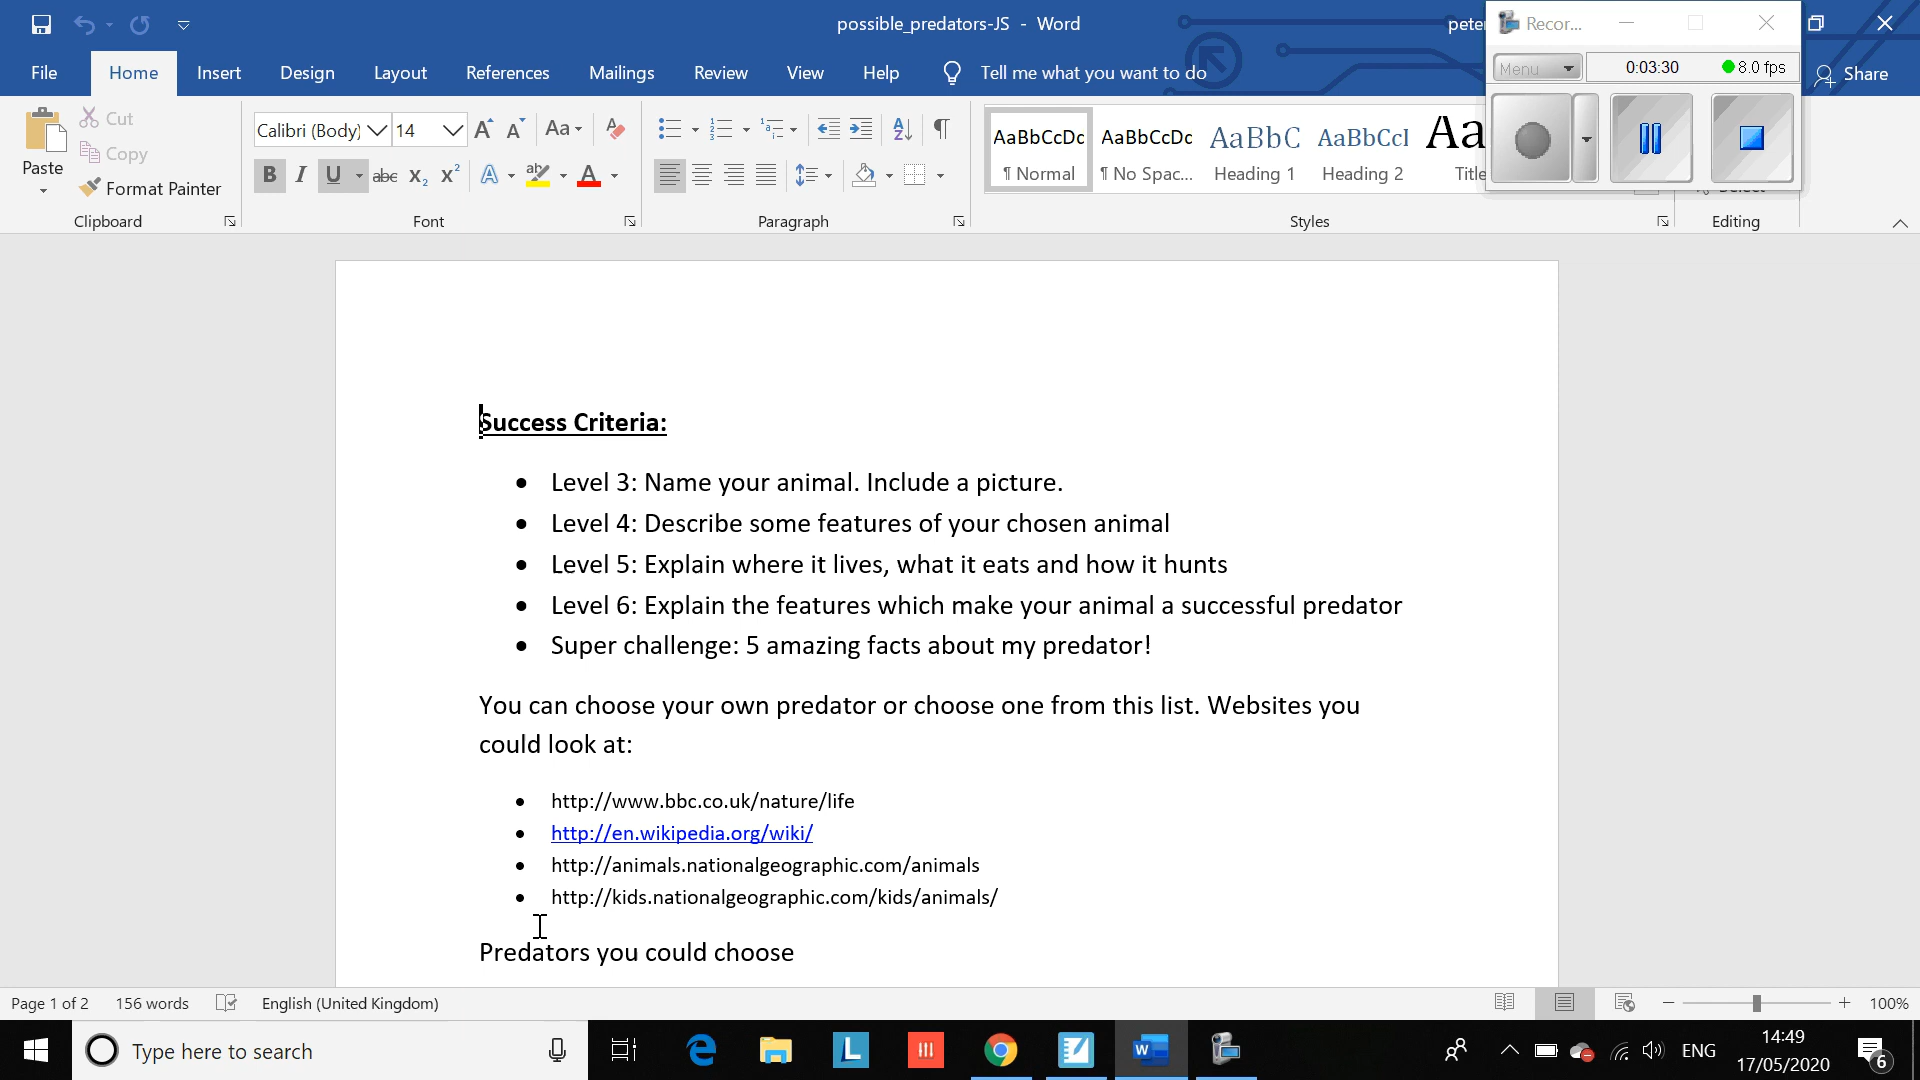 possible_predators-JS - Word
peter
Recor...
File Home Insert Design Layout References Mailings Review View Help Tell me what you want to do
Menu 0:03:30 8.0 fps
Share
Paste
Cut
Copy
Format Painter
Calibri (Body) 14
AaBbCcDc AaBbCcDc AaBbC AaBbCcI Aa
¶ Normal ¶ No Spac... Heading 1 Heading 2 Title
Clipboard Font Paragraph Styles Editing
Success Criteria:
• Level 3: Name your animal. Include a picture.
• Level 4: Describe some features of your chosen animal
• Level 5: Explain where it lives, what it eats and how it hunts
• Level 6: Explain the features which make your animal a successful predator
• Super challenge: 5 amazing facts about my predator!
You can choose your own predator or choose one from this list. Websites you
could look at:
• http://www.bbc.co.uk/nature/life
• http://en.wikipedia.org/wiki/
• http://animals.nationalgeographic.com/animals
• http://kids.nationalgeographic.com/kids/animals/
Predators you could choose
Page 1 of 2 156 words English (United Kingdom) 100%
Type here to search
ENG
14:49
17/05/2020
6